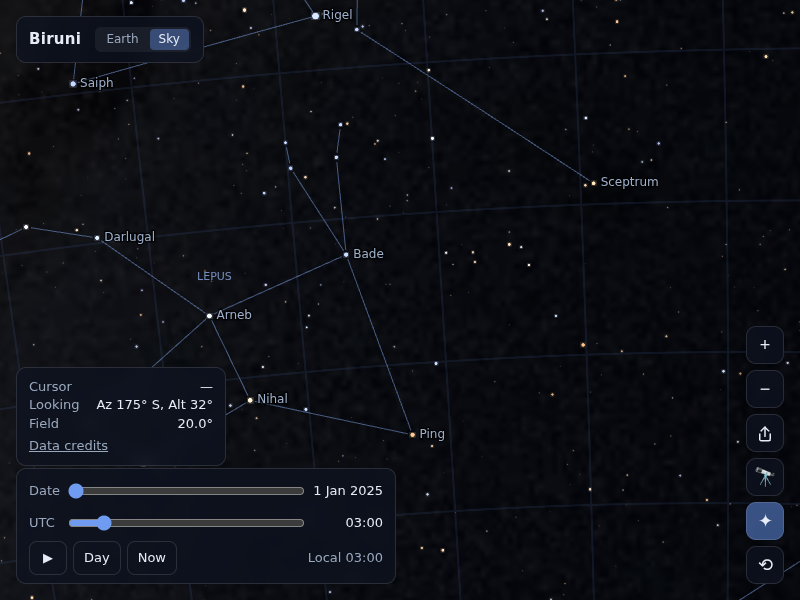 Biruni
Earth
Sky
Rigel
Saiph
Sceptrum
Darlugal
Bade
LEPUS
Arneb
Nihal
Ping
Cursor —
Looking Az 175° S, Alt 32°
Field 20.0°
Data credits
Date 1 Jan 2025
UTC 03:00
▶ Day Now Local 03:00
+
−